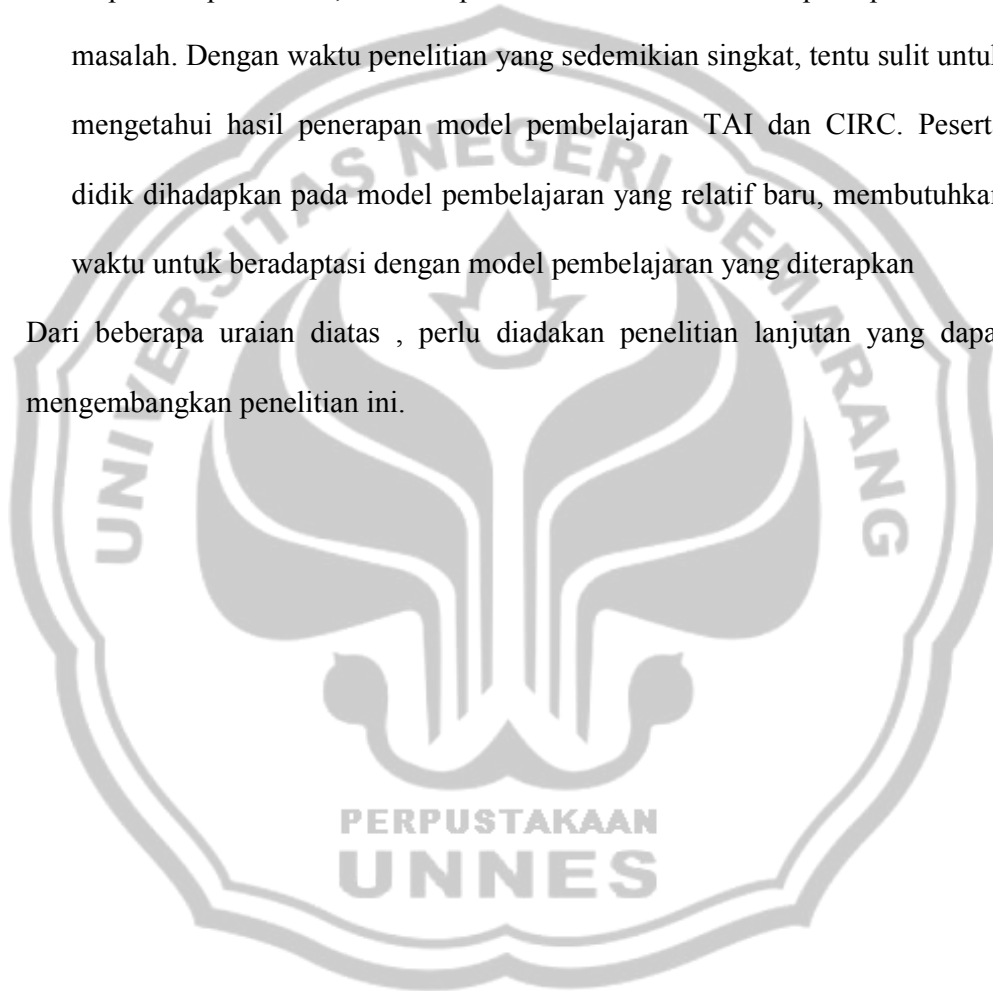 masalah. Dengan waktu penelitian yang sedemikian singkat, tentu sulit untuk
mengetahui hasil penerapan model pembelajaran TAI dan CIRC. Pesert
didik dihadapkan pada model pembelajaran yang relatif baru, membutuhkan
waktu untuk beradaptasi dengan model pembelajaran yang diterapkan
Dari beberapa uraian diatas , perlu diadakan penelitian lanjutan yang dapa
mengembangkan penelitian ini.
UNIVERSITAS NEGERI SEMARANG
PERPUSTAKAAN
UNNES